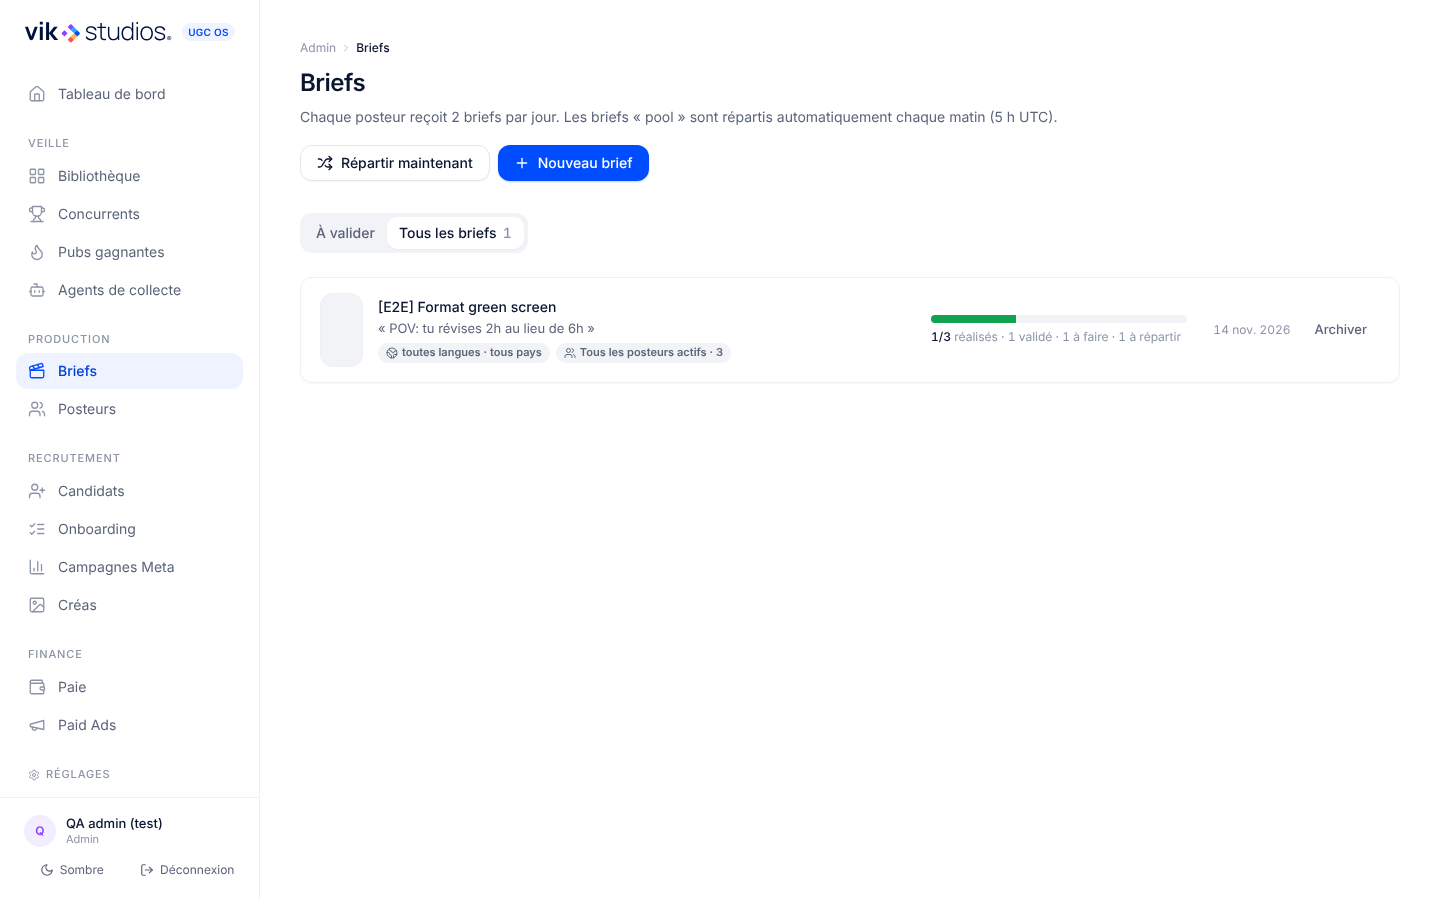 vik studios® UGC OS
Tableau de bord
VEILLE
Bibliothèque
Concurrents
Pubs gagnantes
Agents de collecte
PRODUCTION
Briefs
Posteurs
RECRUTEMENT
Candidats
Onboarding
Campagnes Meta
Créas
FINANCE
Paie
Paid Ads
RÉGLAGES
Q
QA admin (test)
Admin
Sombre
Déconnexion
Admin Briefs
Briefs
Chaque posteur reçoit 2 briefs par jour. Les briefs « pool » sont répartis automatiquement chaque matin (5 h UTC).
Répartir maintenant
Nouveau brief
À valider
Tous les briefs 1
[E2E] Format green screen
« POV: tu révises 2h au lieu de 6h »
toutes langues · tous pays
Tous les posteurs actifs · 3
1/3 réalisés · 1 validé · 1 à faire · 1 à répartir
14 nov. 2026
Archiver